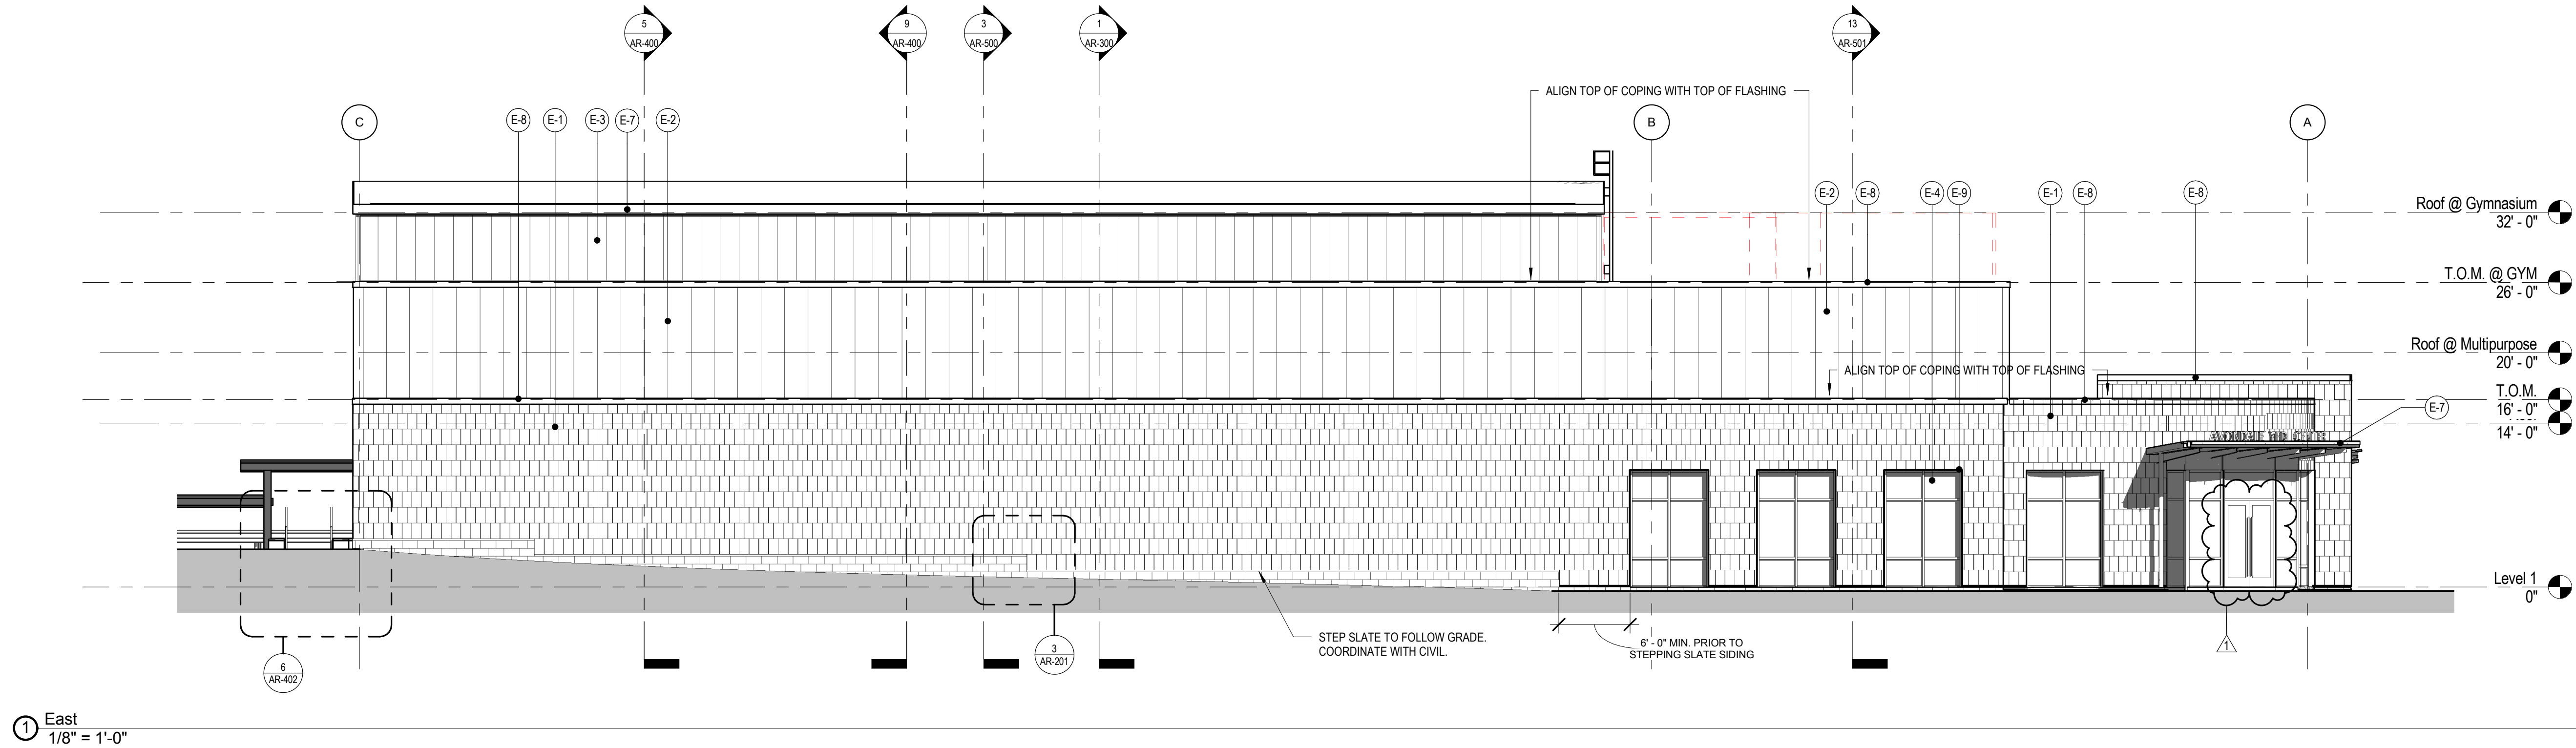 5
AR-400
9
AR-400
3
AR-500
1
AR-300
13
AR-501
ALIGN TOP OF COPING WITH TOP OF FLASHING
C
E-8
E-1
E-3
E-7
E-2
B
A
E-2
E-8
E-4
E-9
E-1
E-8
E-8
Roof @ Gymnasium
32' - 0"
T.O.M. @ GYM
26' - 0"
Roof @ Multipurpose
20' - 0"
ALIGN TOP OF COPING WITH TOP OF FLASHING
T.O.M.
16' - 0"
E-7
14' - 0"
Level 1
0"
STEP SLATE TO FOLLOW GRADE.
COORDINATE WITH CIVIL.
6' - 0" MIN. PRIOR TO
STEPPING SLATE SIDING
3
AR-201
6
AR-402
1
1
East
1/8" = 1'-0"